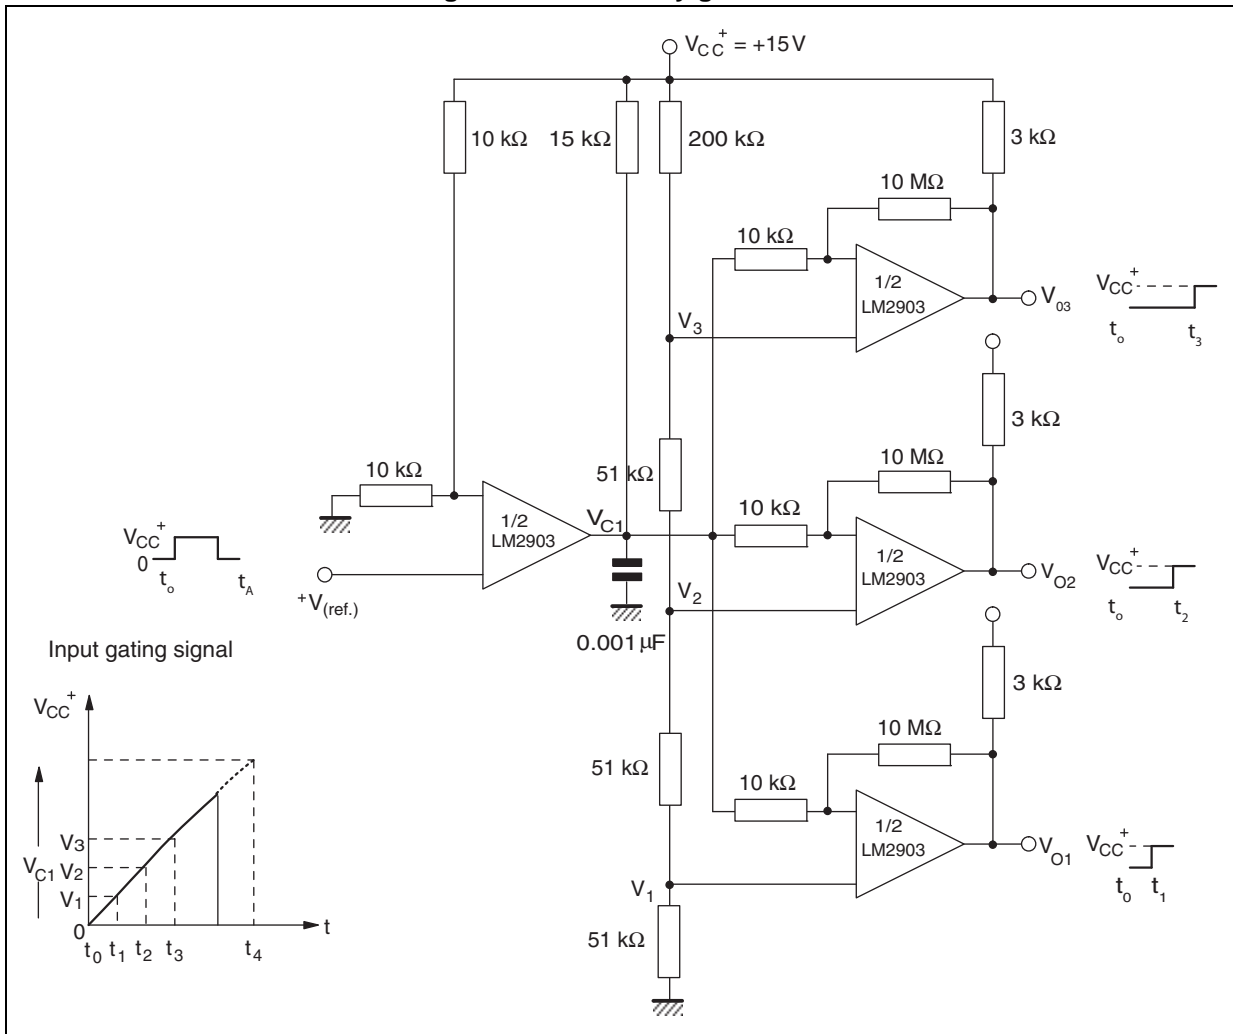 V_CC^+ = +15V
10 kΩ
15 kΩ
200 kΩ
3 kΩ
10 MΩ
10 kΩ
1/2
LM2903
V_03
V_CC^+
t_o
t_3
V_3
3 kΩ
51 kΩ
10 kΩ
10 MΩ
10 kΩ
1/2
LM2903
V_C1
1/2
LM2903
V_O2
V_CC^+
t_o
t_2
V_CC^+
0
t_o
t_A
+V(ref.)
V_2
0.001 µF
Input gating signal
3 kΩ
10 MΩ
51 kΩ
10 kΩ
1/2
LM2903
V_O1
V_CC^+
t_0
t_1
V_1
51 kΩ
V_CC^+
V_3
V_C1
V_2
V_1
0
t
t_0 t_1 t_2 t_3 t_4